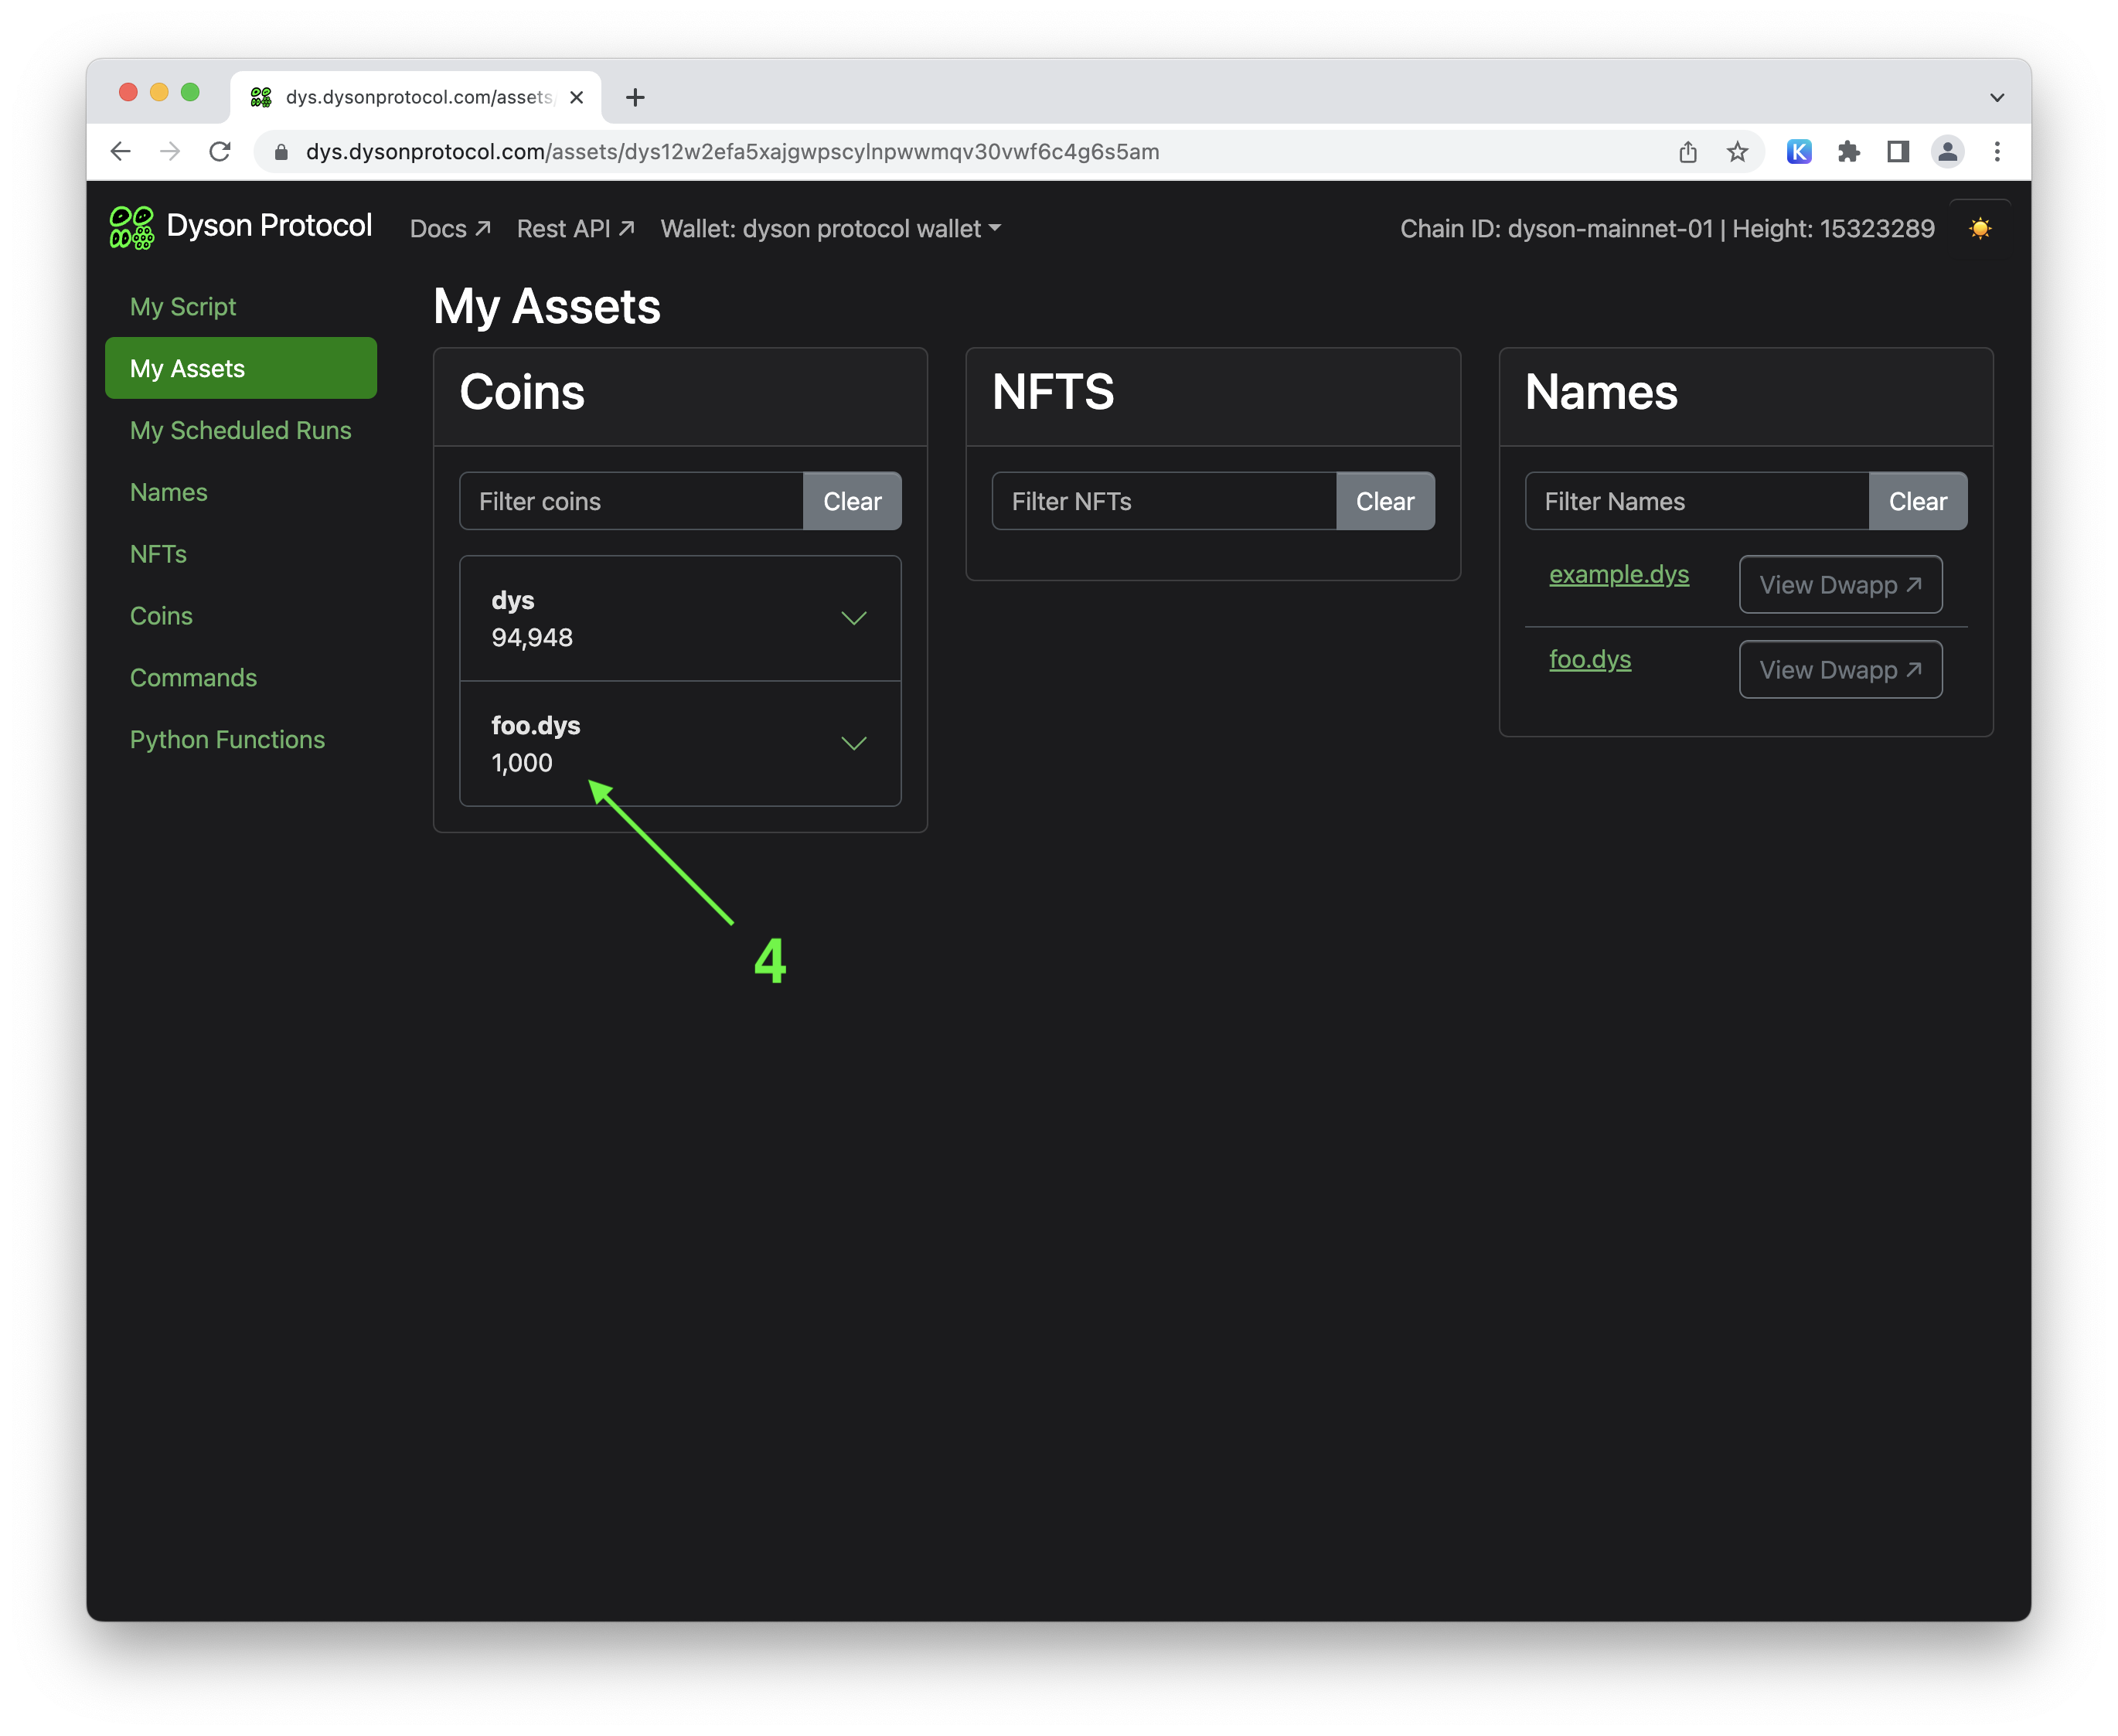 dys.dysonprotocol.com/assets/
dys.dysonprotocol.com/assets/dys12w2efa5xajgwpscylnpwwmqv30vwf6c4g6s5am
K
Dyson Protocol
Docs ↗ Rest API ↗ Wallet: dyson protocol wallet
Chain ID: dyson-mainnet-01 | Height: 15323289
My Script
My Assets
My Scheduled Runs
Names
NFTs
Coins
Commands
Python Functions
My Assets
Coins
Filter coins Clear
dys
94,948
foo.dys
1,000
4
NFTS
Filter NFTs Clear
Names
Filter Names Clear
example.dys View Dwapp ↗
foo.dys View Dwapp ↗